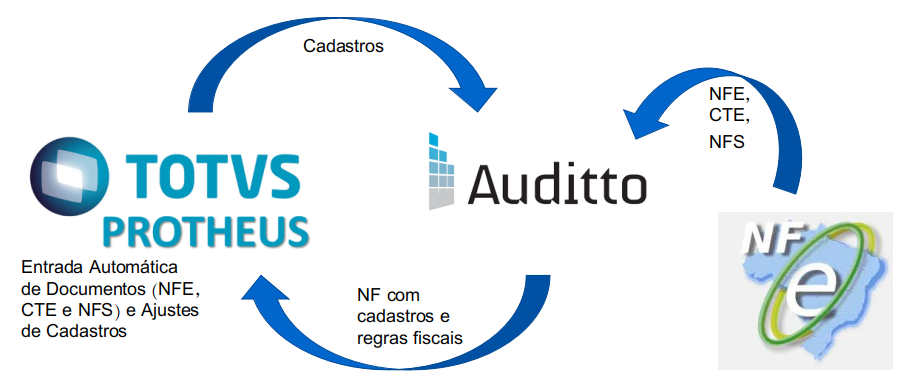 Cadastros
NFE,
CTE,
NFS
TOTVS
PROTHEUS
Auditto
NF
e
Entrada Automática
de Documentos (NFE,
CTE e NFS) e Ajustes
de Cadastros
NF com
cadastros e
regras fiscais